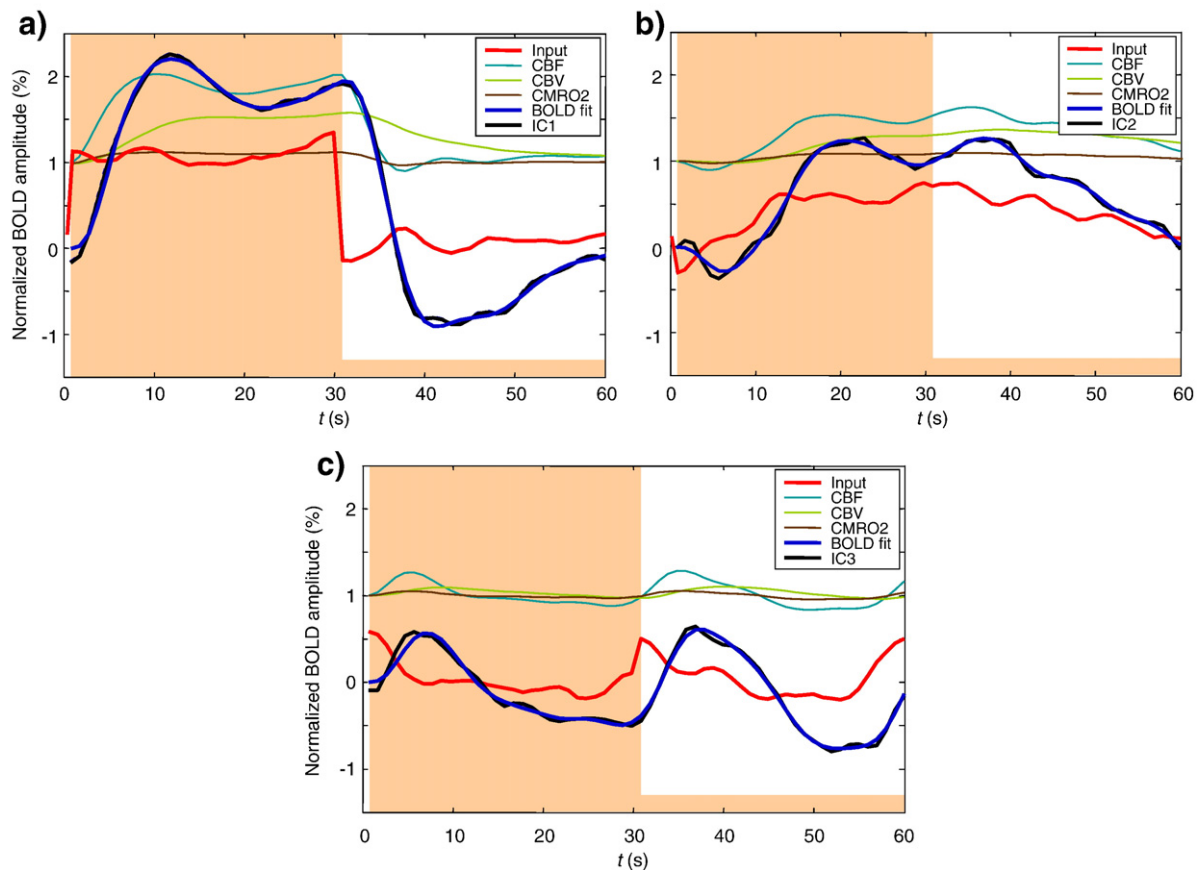 a)
Normalized BOLD amplitude (%)
2
1
0
-1
Input
CBF
CBV
CMRO2
BOLD fit
IC1
0 10 20 30 40 50 60
t (s)
b)
2
1
0
-1
Input
CBF
CBV
CMRO2
BOLD fit
IC2
0 10 20 30 40 50 60
t (s)
c)
Normalized BOLD amplitude (%)
2
1
0
-1
Input
CBF
CBV
CMRO2
BOLD fit
IC3
0 10 20 30 40 50 60
t (s)